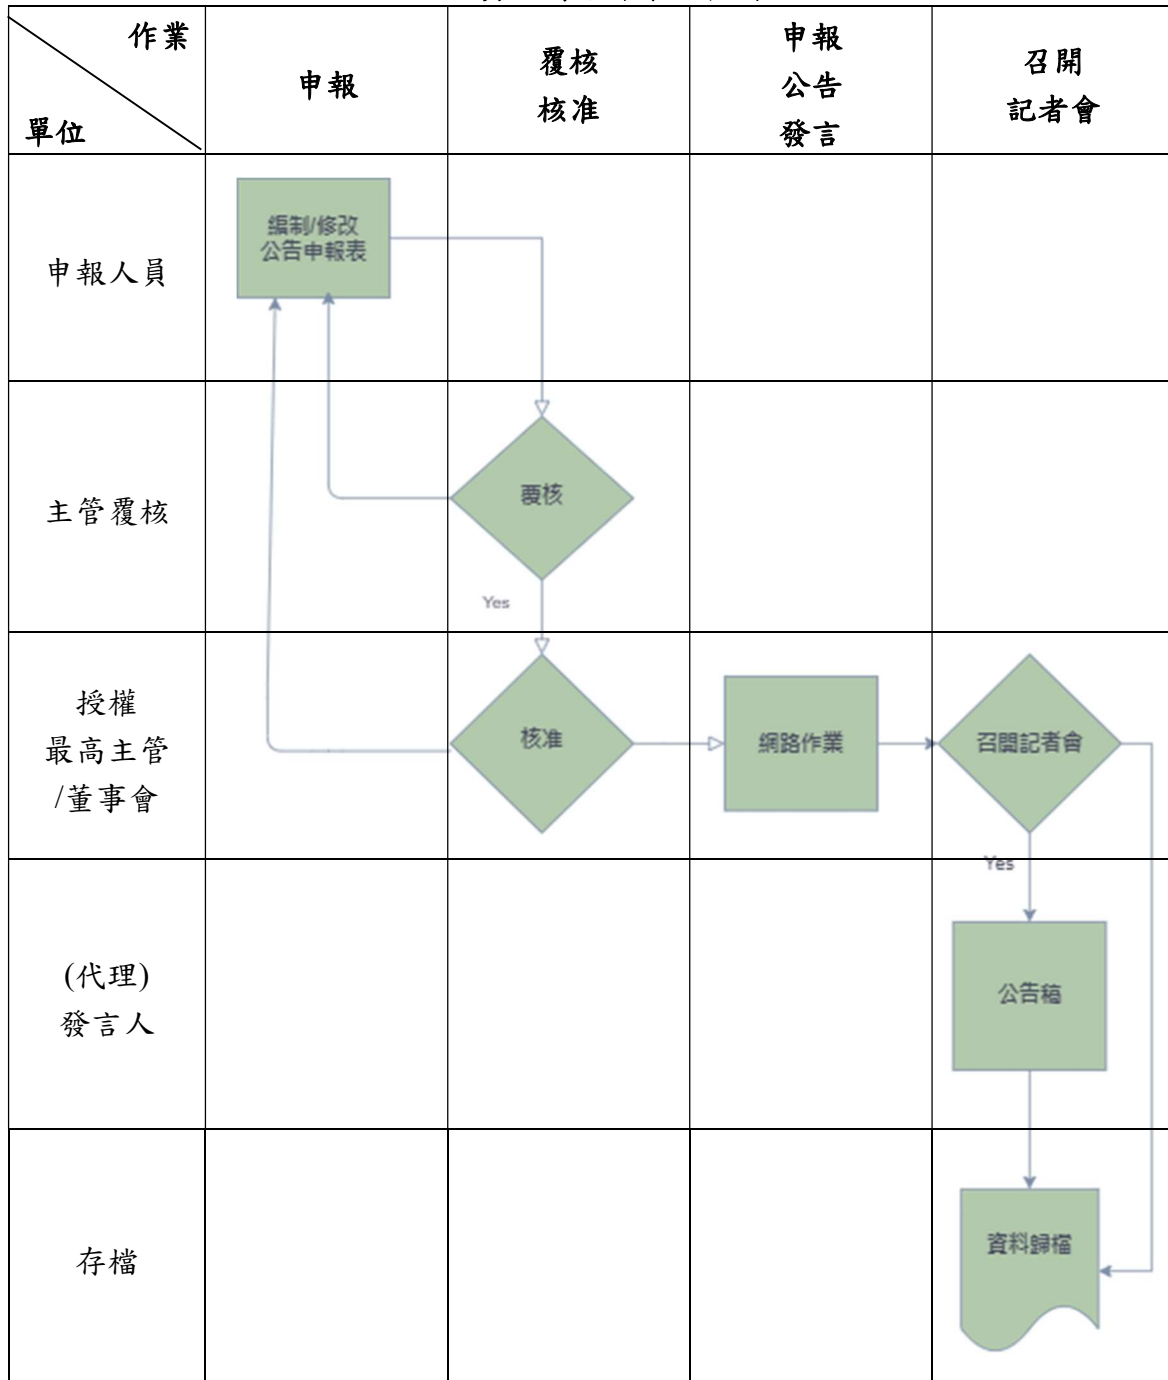 作業
單位
申報
覆核
核准
申報
公告
發言
召開
記者會
申報人員
編制/修改
公告申報表
主管覆核
覆核
Yes
授權
最高主管
/董事會
核准
網路作業
召開記者會
Yes
(代理)
發言人
公告稿
存檔
資料歸檔